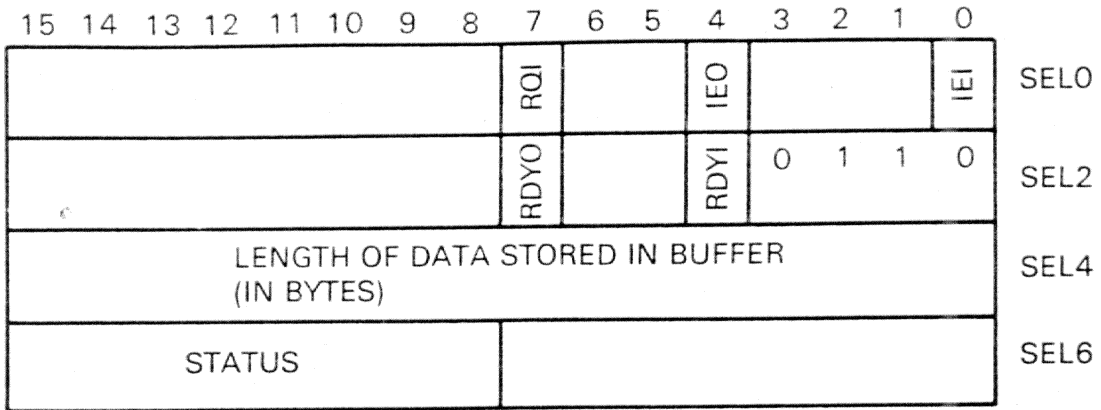 15 14 13 12 11 10 9 8 7 6 5 4 3 2 1 0
RQI IEO IEI SEL0
RDYO RDYI 0 1 1 0 SEL2
LENGTH OF DATA STORED IN BUFFER
(IN BYTES)
SEL4
STATUS SEL6